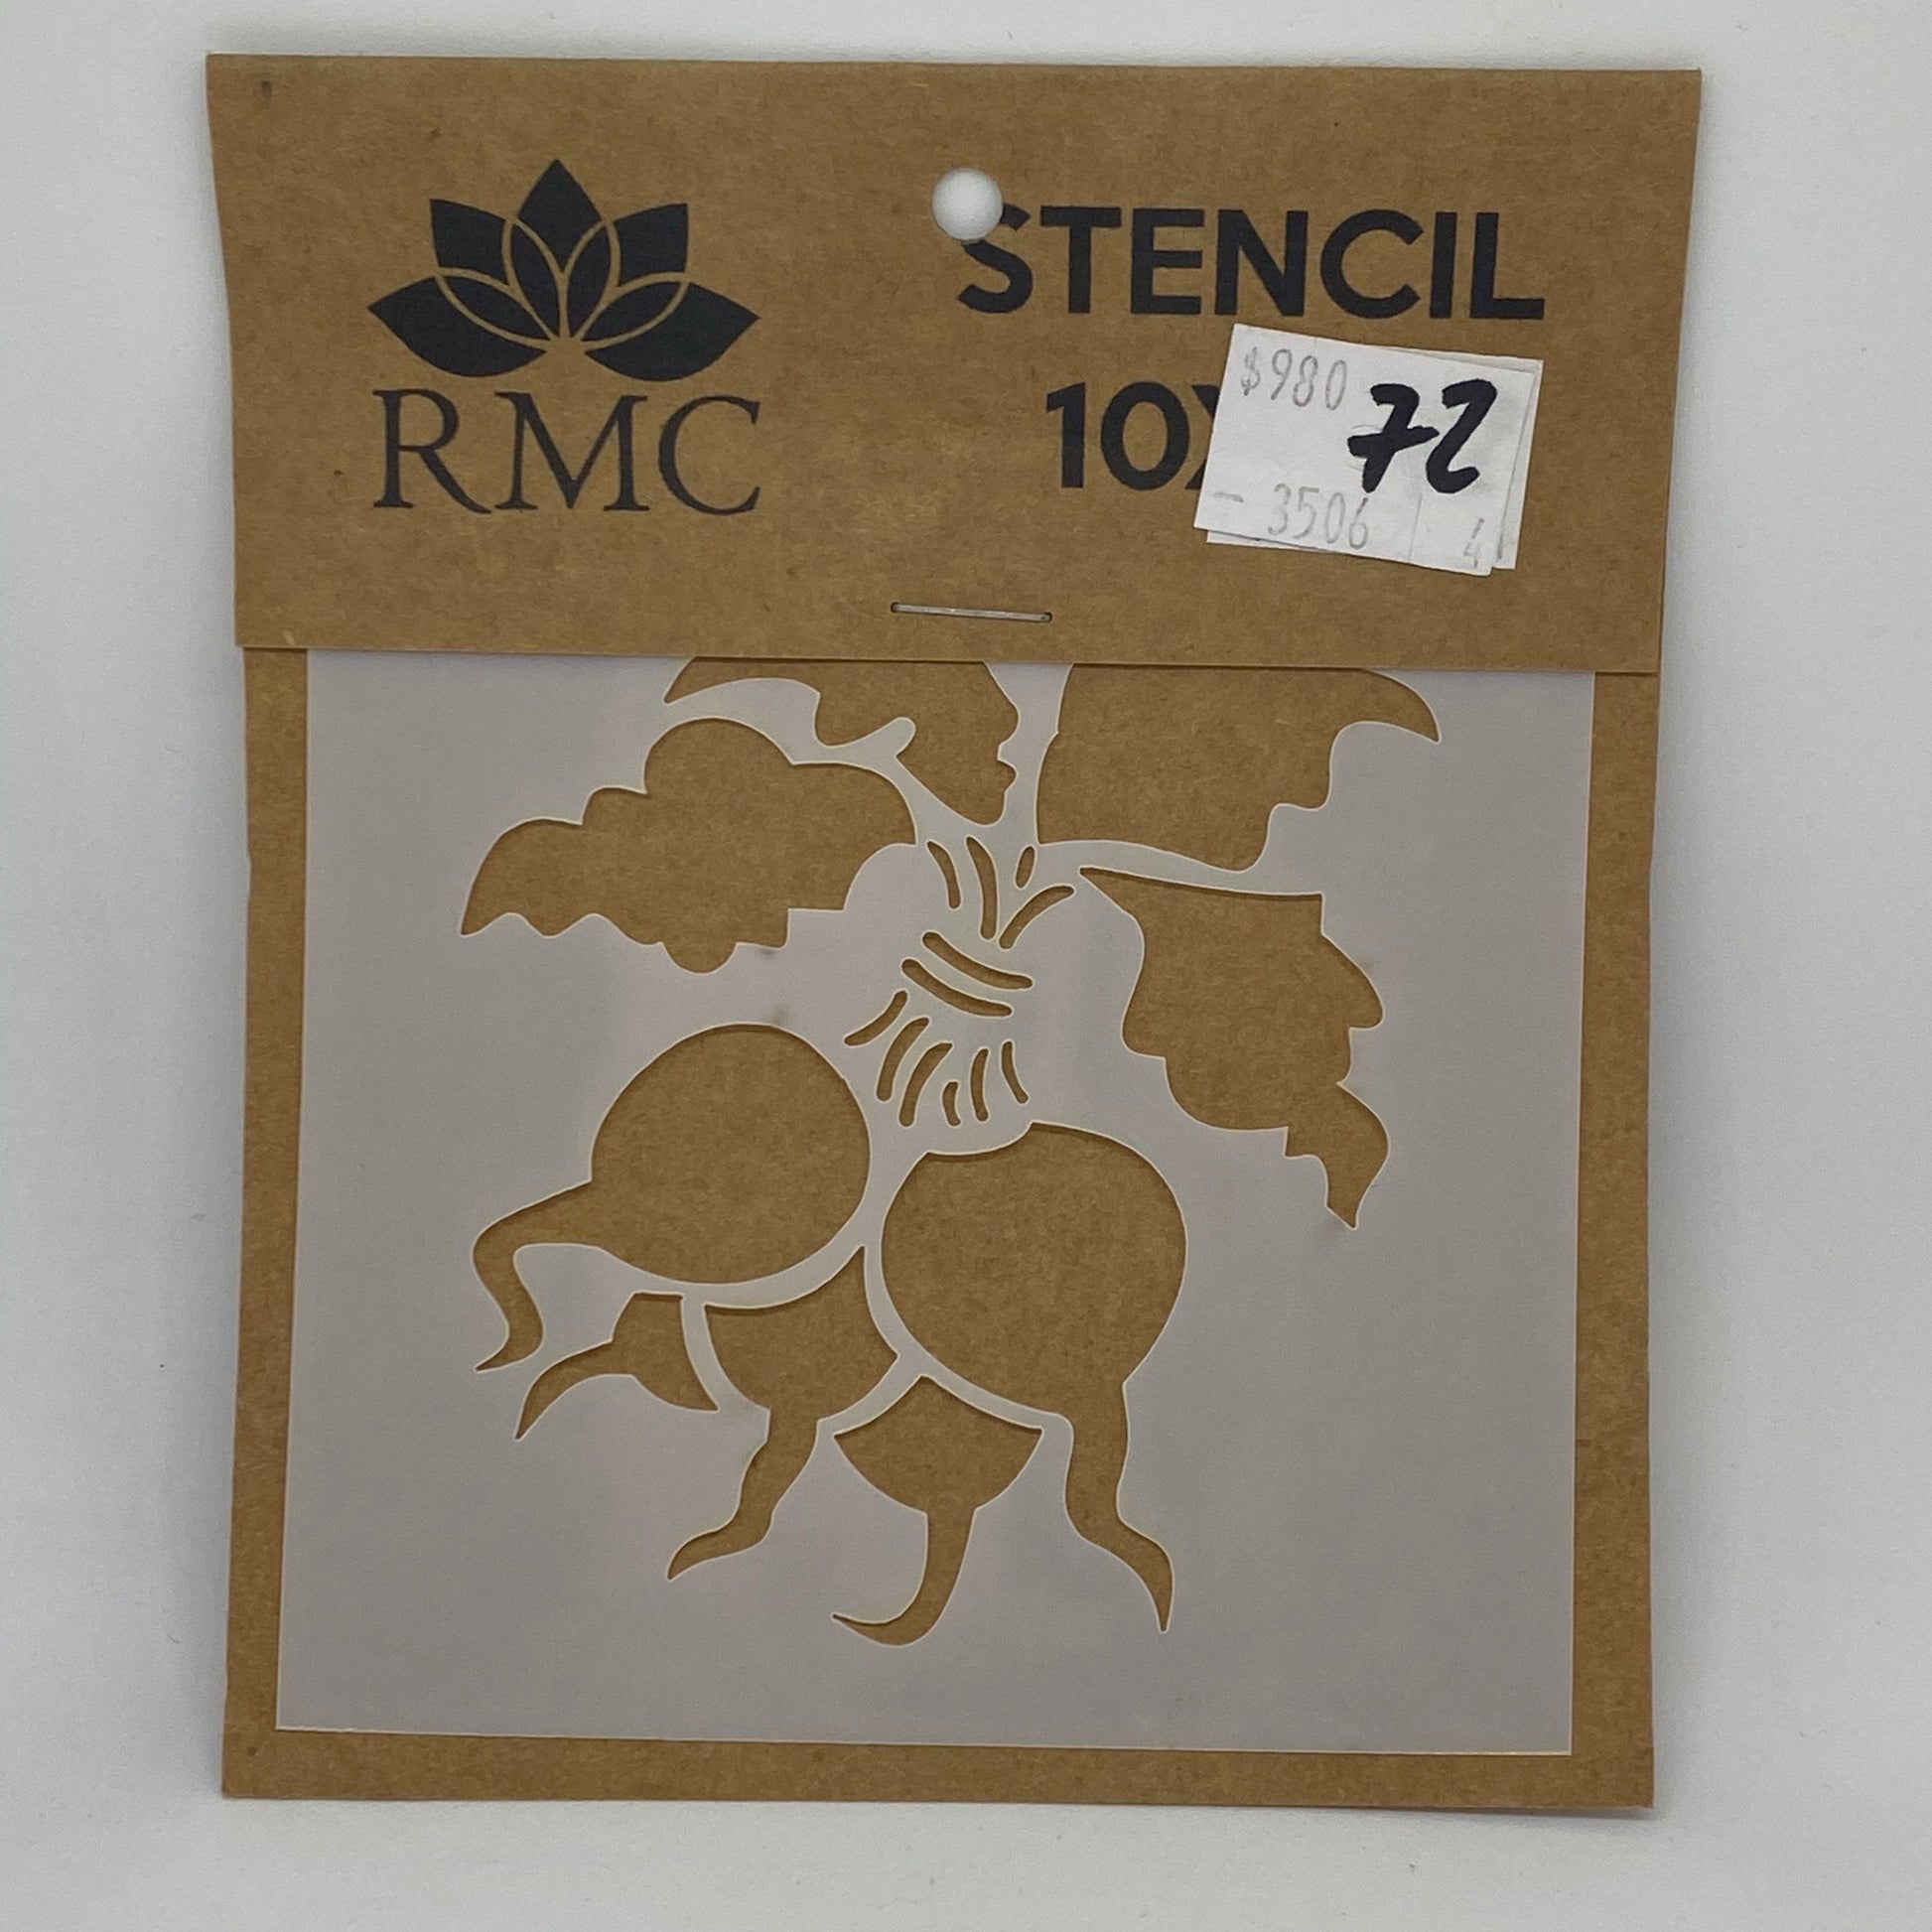 RMC
STENCIL
10X
$980
72
- 3506 4